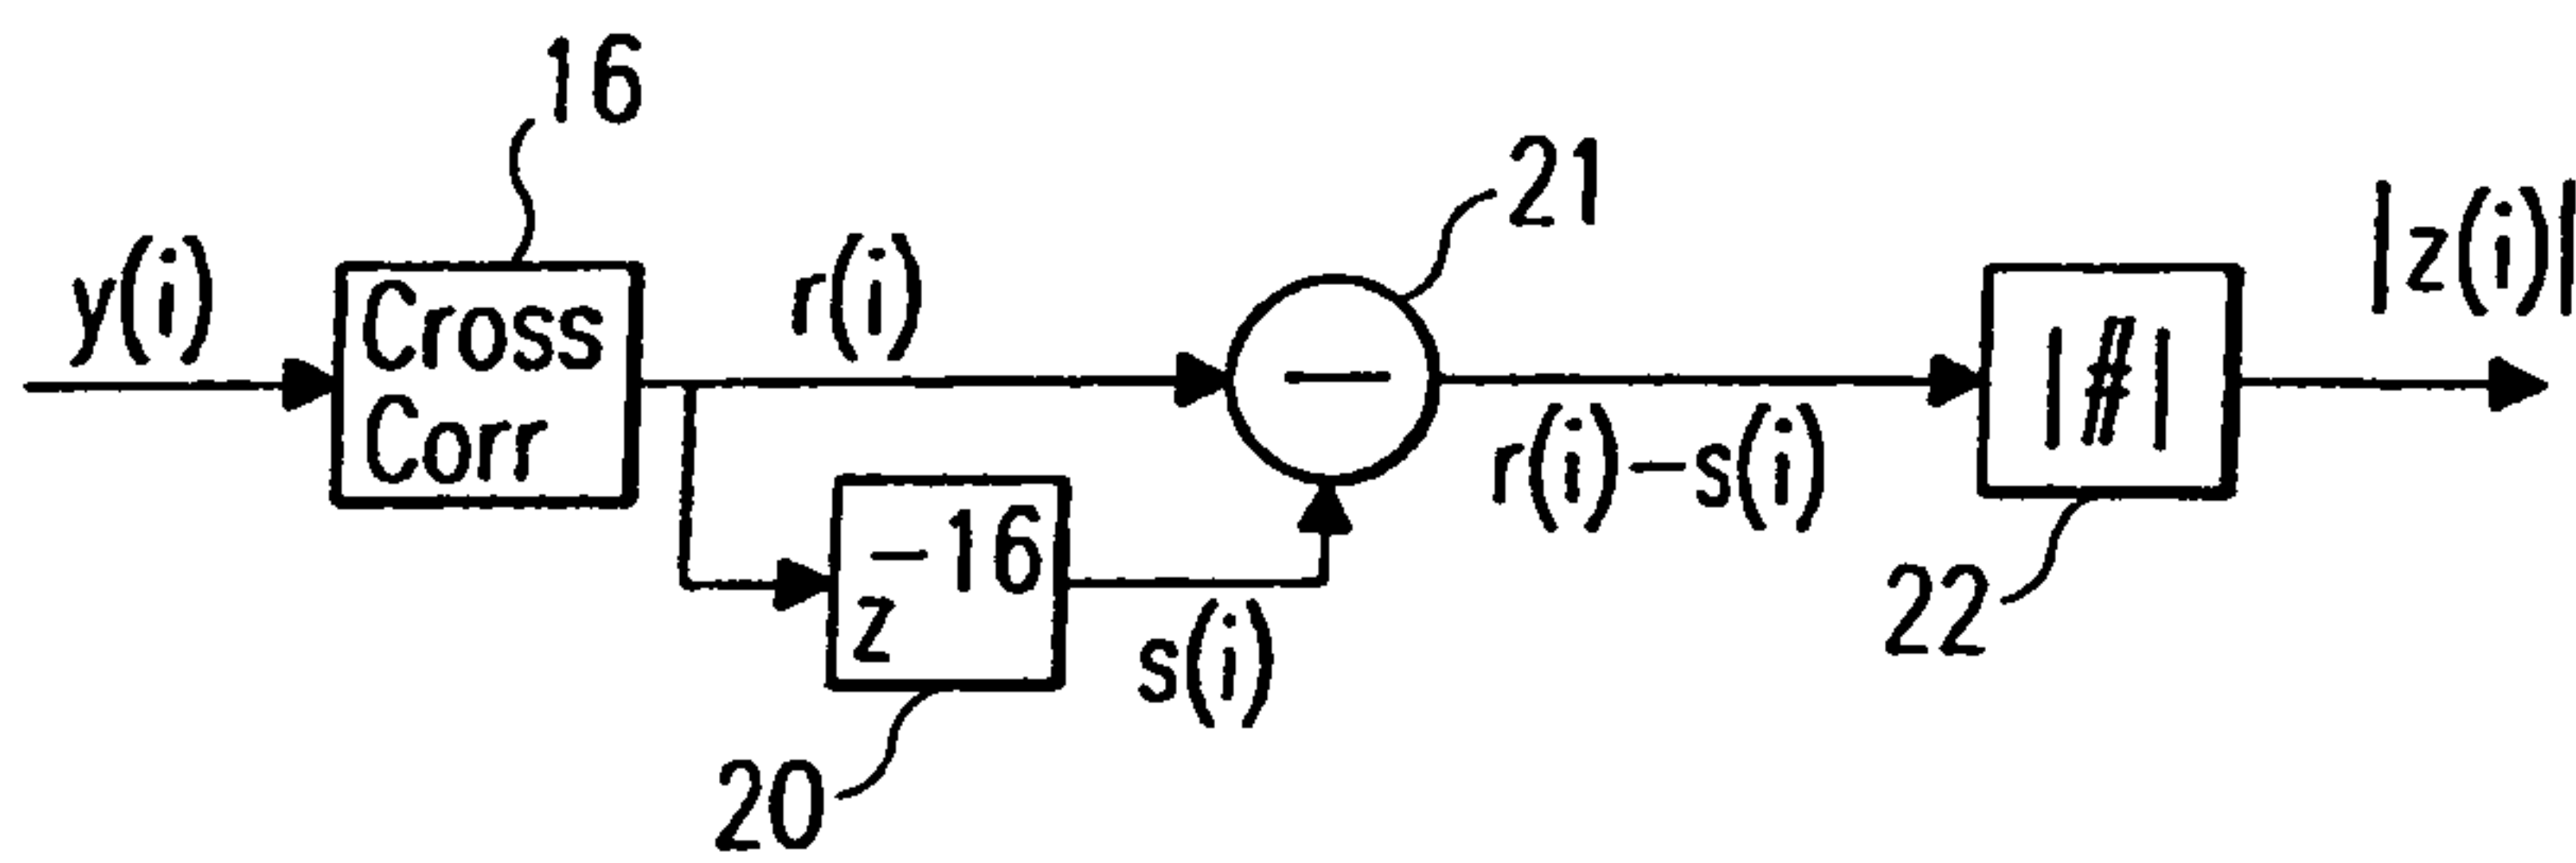 16
21
y(i)
Cross
Corr
r(i)
−
r(i)−s(i)
|#|
|z(i)|
z⁻¹⁶
s(i)
20
22